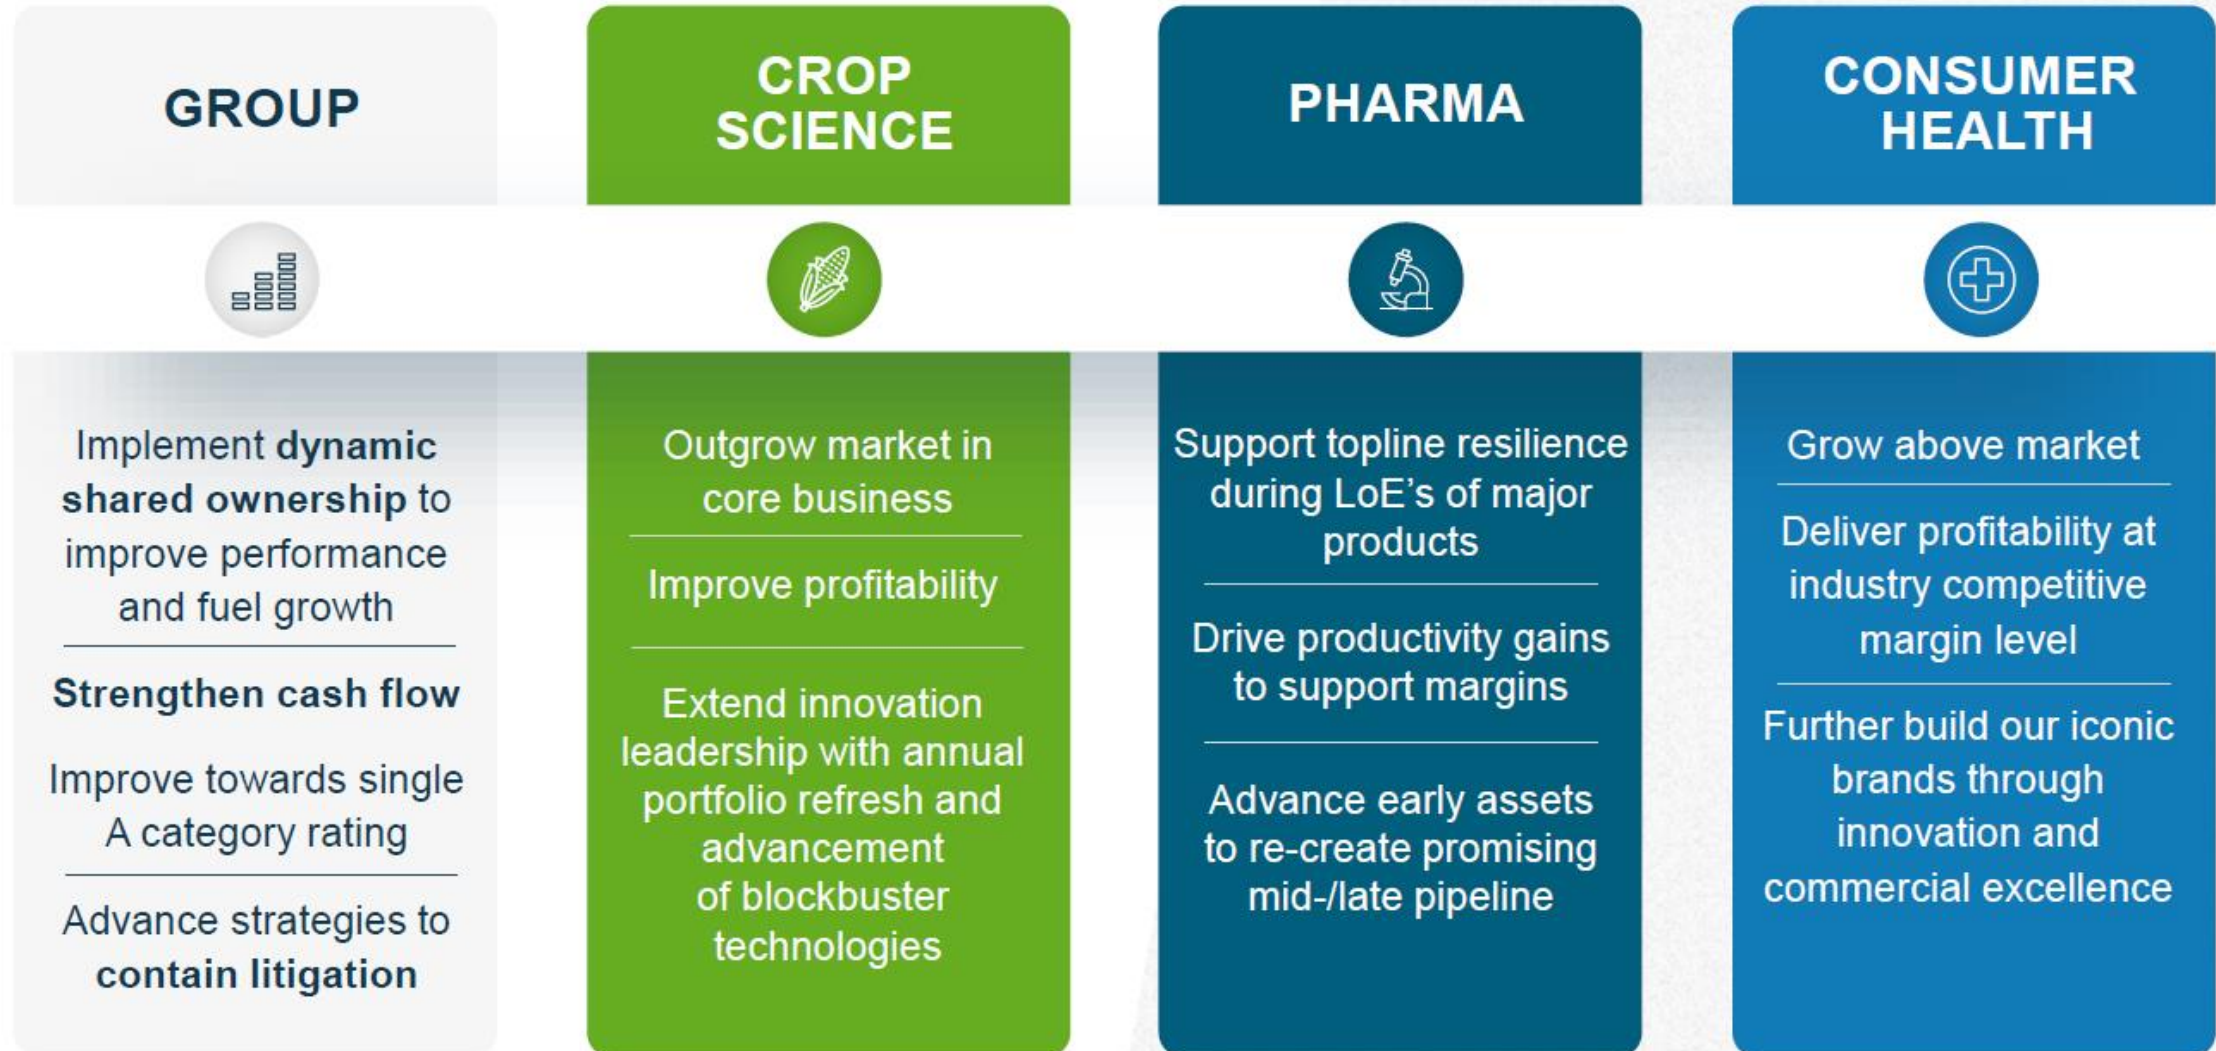 GROUP
Implement dynamic
shared ownership to
improve performance
and fuel growth
Strengthen cash flow
Improve towards single
A category rating
Advance strategies to
contain litigation
CROP
SCIENCE
Outgrow market in
core business
Improve profitability
Extend innovation
leadership with annual
portfolio refresh and
advancement
of blockbuster
technologies
PHARMA
Support topline resilience
during LoE’s of major
products
Drive productivity gains
to support margins
Advance early assets
to re-create promising
mid-/late pipeline
CONSUMER
HEALTH
Grow above market
Deliver profitability at
industry competitive
margin level
Further build our iconic
brands through
innovation and
commercial excellence